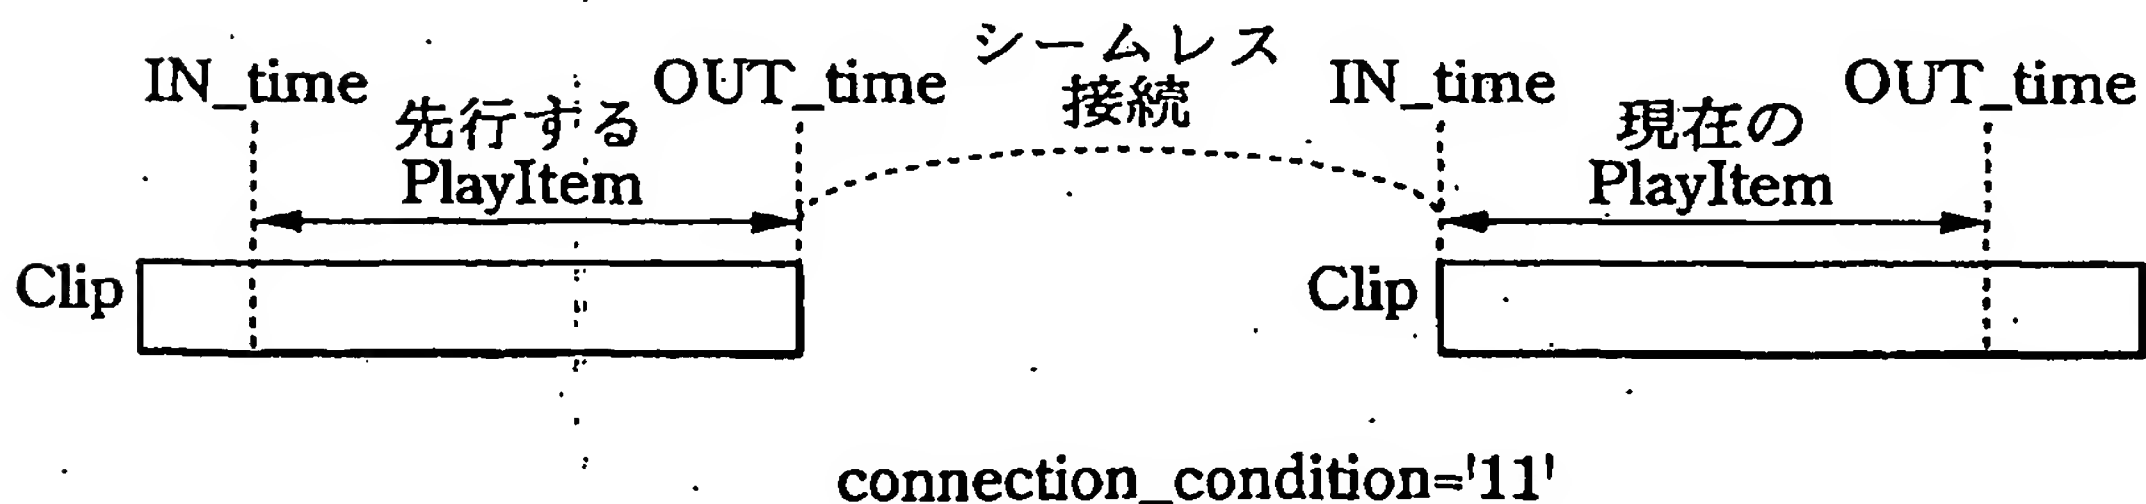 IN_time
先行する
PlayItem
OUT_time
シームレス
接続
IN_time
現在の
PlayItem
OUT_time
Clip
Clip
connection_condition='11'